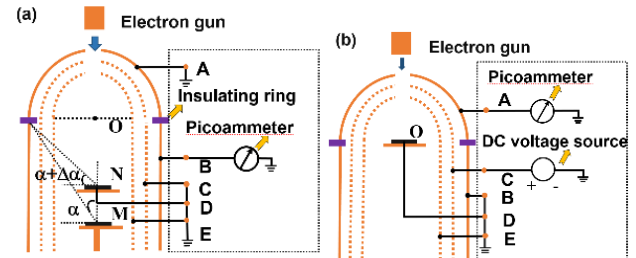 (a)
Electron gun
A
Insulating ring
O
Picoammeter
B
α+Δα
N
C
D
α
M
E
(b)
Electron gun
Picoammeter
A
O
DC voltage source
C
+ -
B
D
E